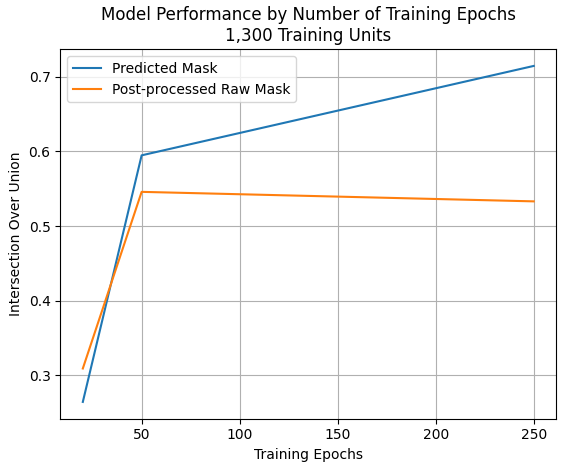 Model Performance by Number of Training Epochs
1,300 Training Units
Predicted Mask
Post-processed Raw Mask
Intersection Over Union
0.7
0.6
0.5
0.4
0.3
50 100 150 200 250
Training Epochs